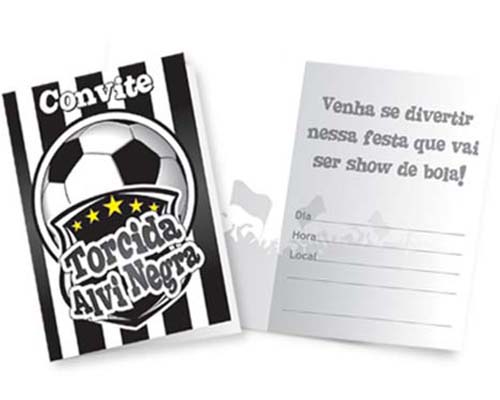 Convite
Torcida
Alvi Negra
Venha se divertir
nessa festa que vai
ser show de bola!
Dia
Hora
Local